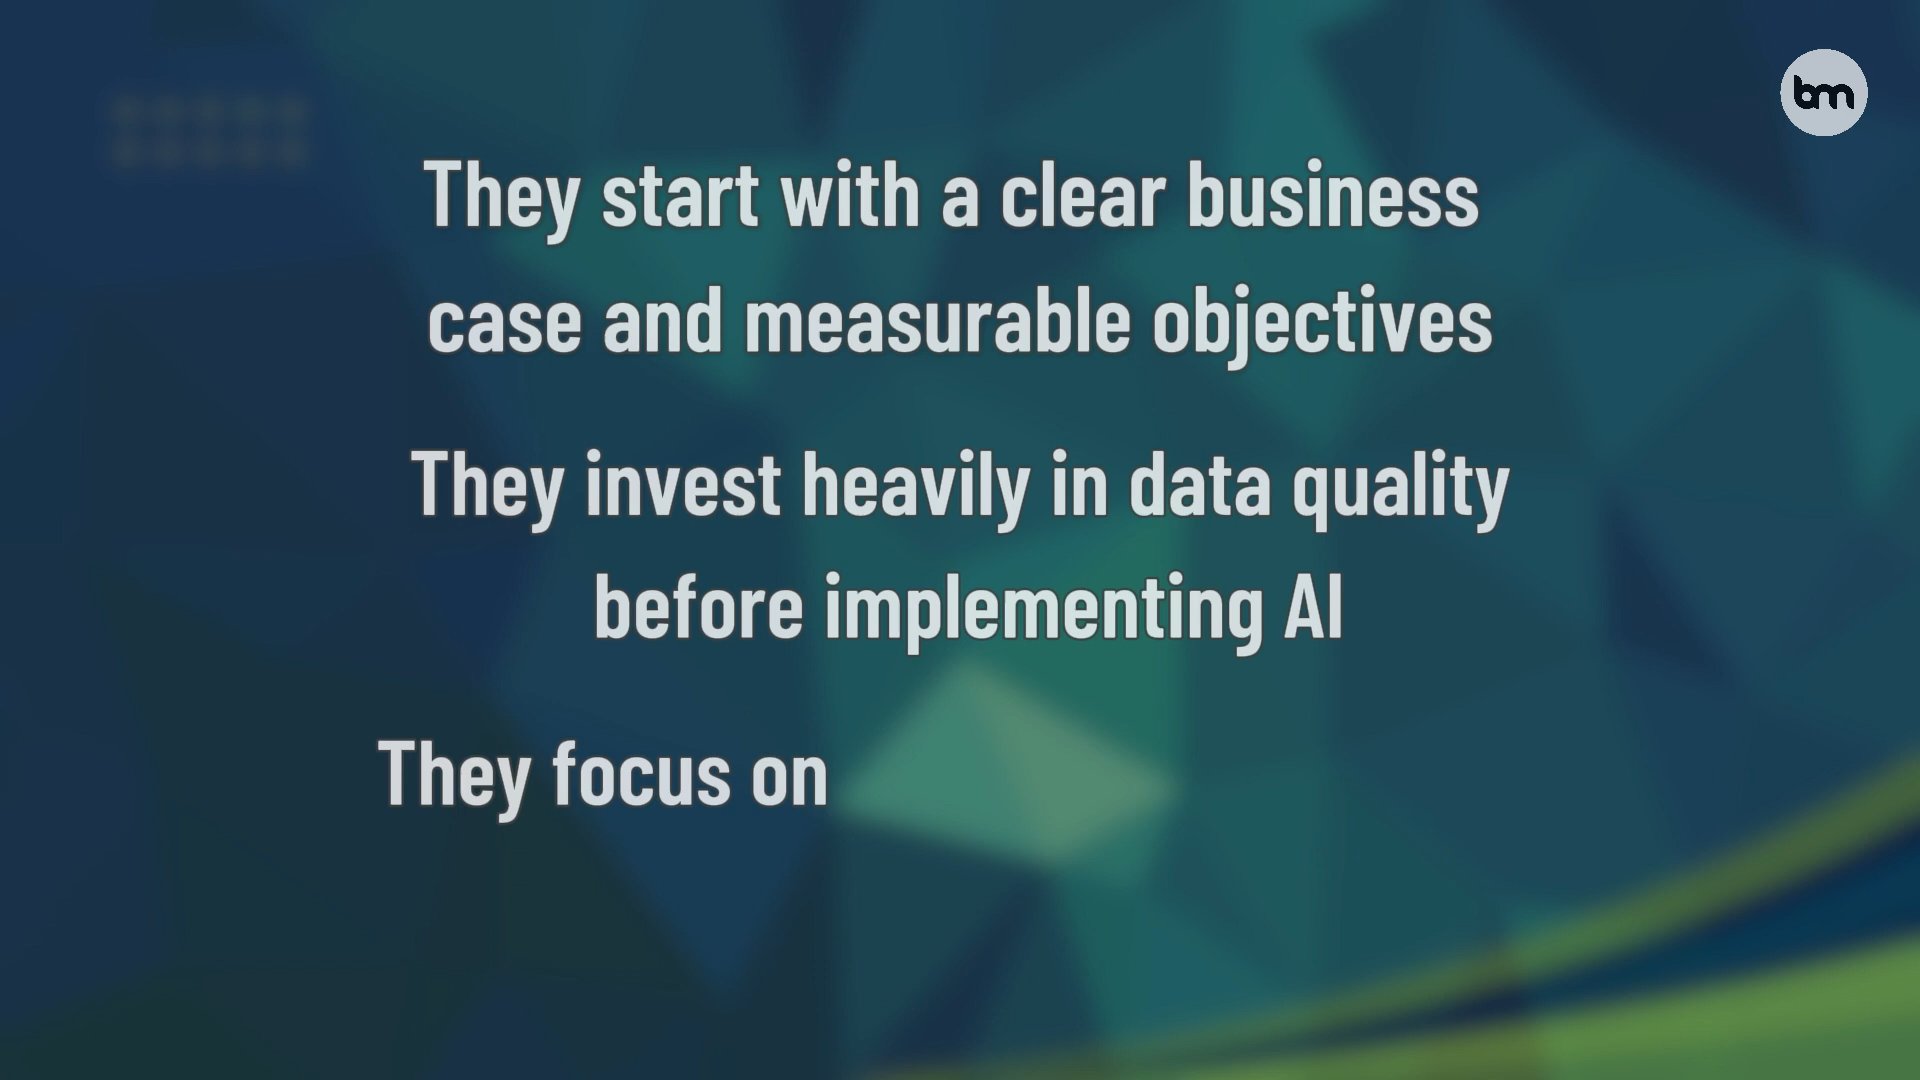 bm
They start with a clear business
case and measurable objectives
They invest heavily in data quality
before implementing AI
They focus on